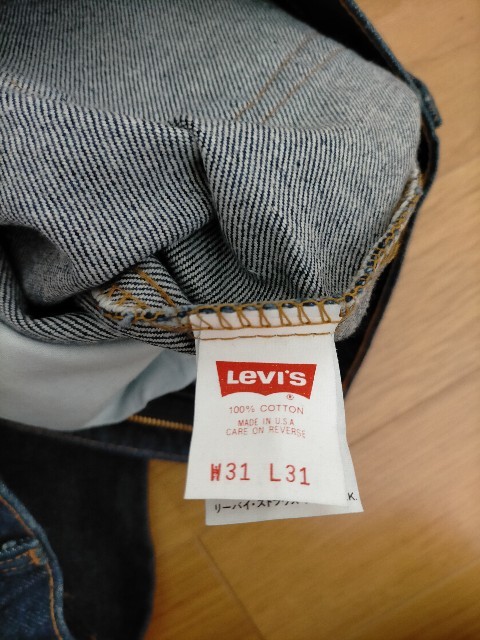 LEVI'S
®
100% COTTON
MADE IN U.S.A
CARE ON REVERSE
W31 L31
リーバイ・ストラウス
K.